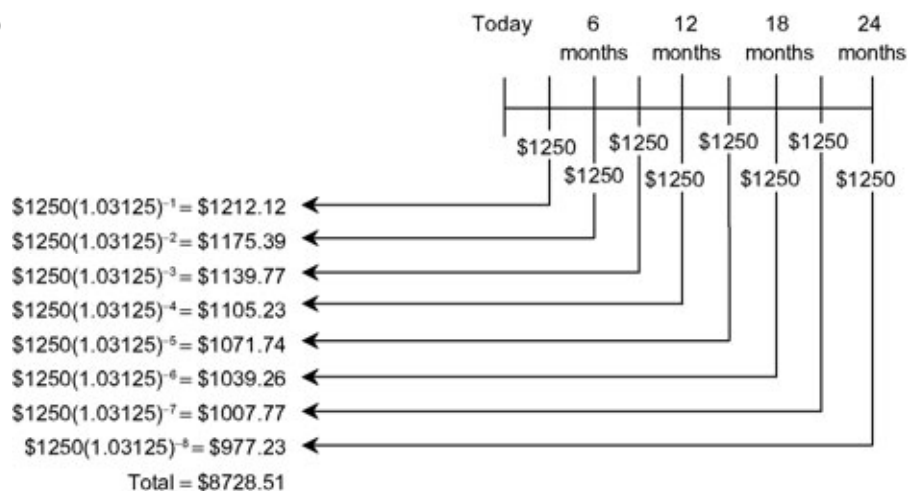 Today 6 12 18 24
months months months months
$1250 $1250 $1250 $1250
$1250 $1250 $1250 $1250
$1250(1.03125)⁻¹ = $1212.12
$1250(1.03125)⁻² = $1175.39
$1250(1.03125)⁻³ = $1139.77
$1250(1.03125)⁻⁴ = $1105.23
$1250(1.03125)⁻⁵ = $1071.74
$1250(1.03125)⁻⁶ = $1039.26
$1250(1.03125)⁻⁷ = $1007.77
$1250(1.03125)⁻⁸ = $977.23
Total = $8728.51